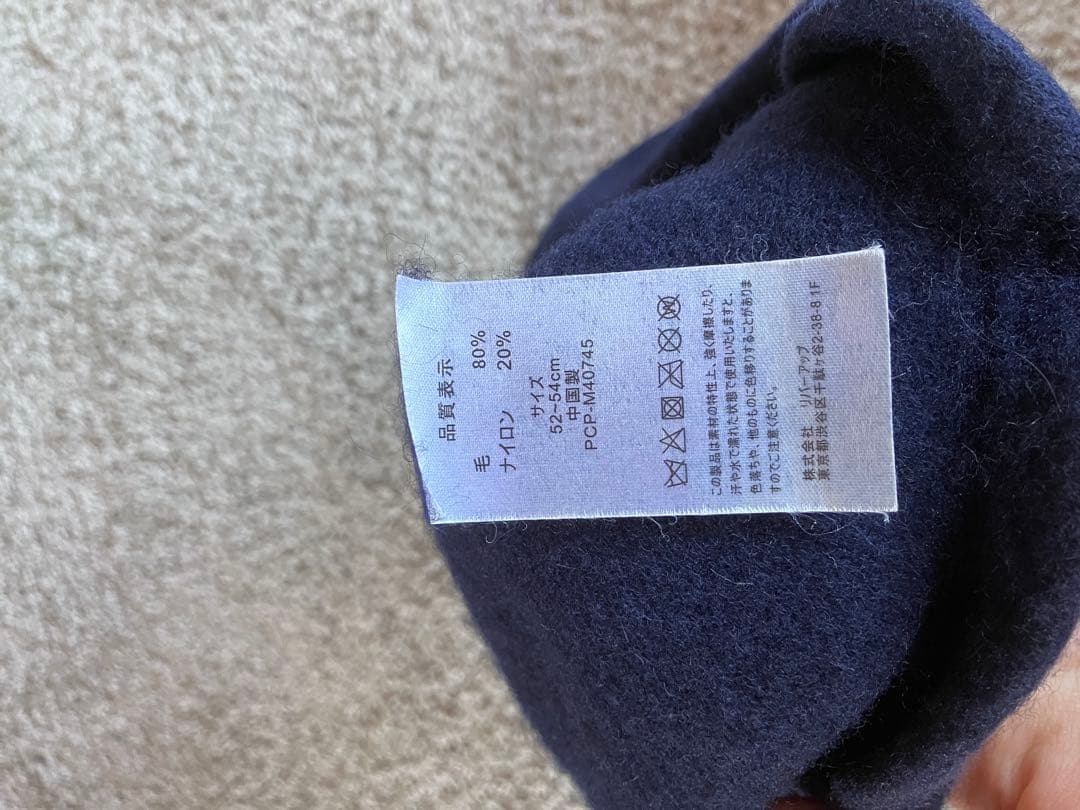 品質表示
毛 80%
ナイロン 20%
サイズ
52~54cm
中国製
PCP-M40745
この製品は素材の特性上、強く摩擦したり、
汗や水で濡れた状態で使用いたしますと、
色落ちや、他のものに色移りすることがありま
すのでご注意ください。
株式会社 リバーアップ
東京都渋谷区千駄ヶ谷2-38-8 1F